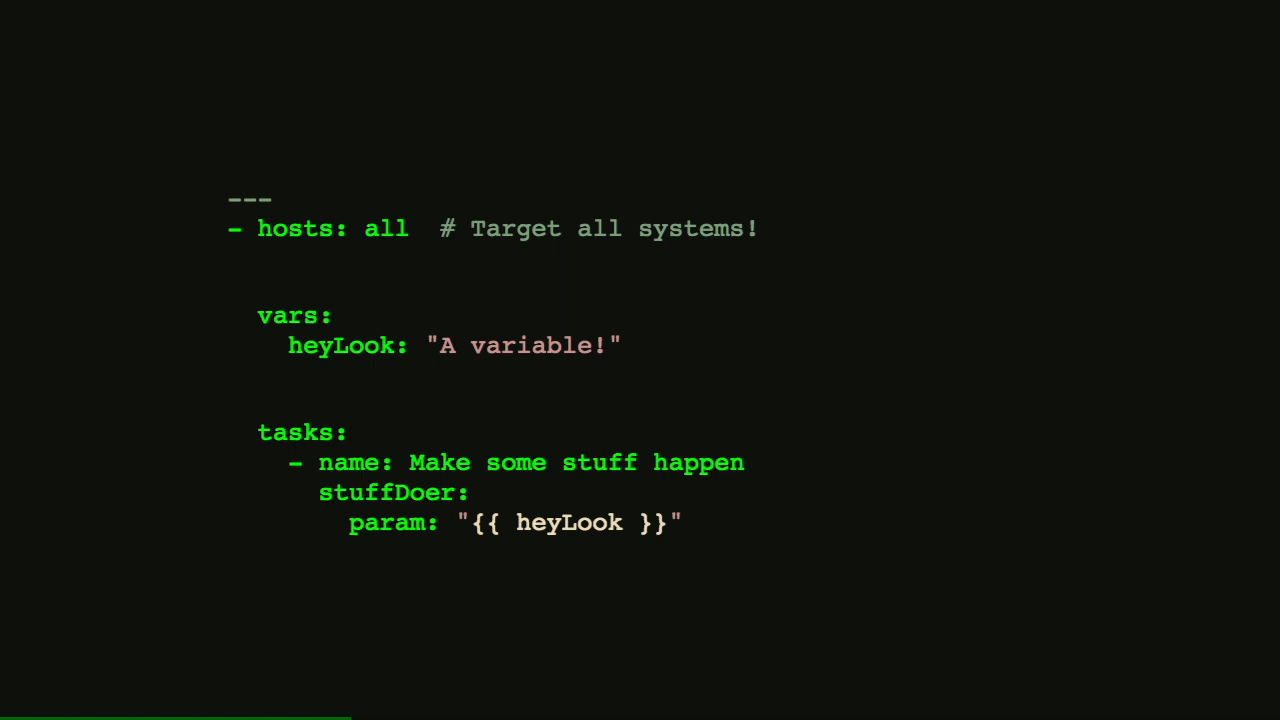 ---
- hosts: all  # Target all systems!
  vars:
    heyLook: "A variable!"
  tasks:
    - name: Make some stuff happen
      stuffDoer:
        param: "{{ heyLook }}"